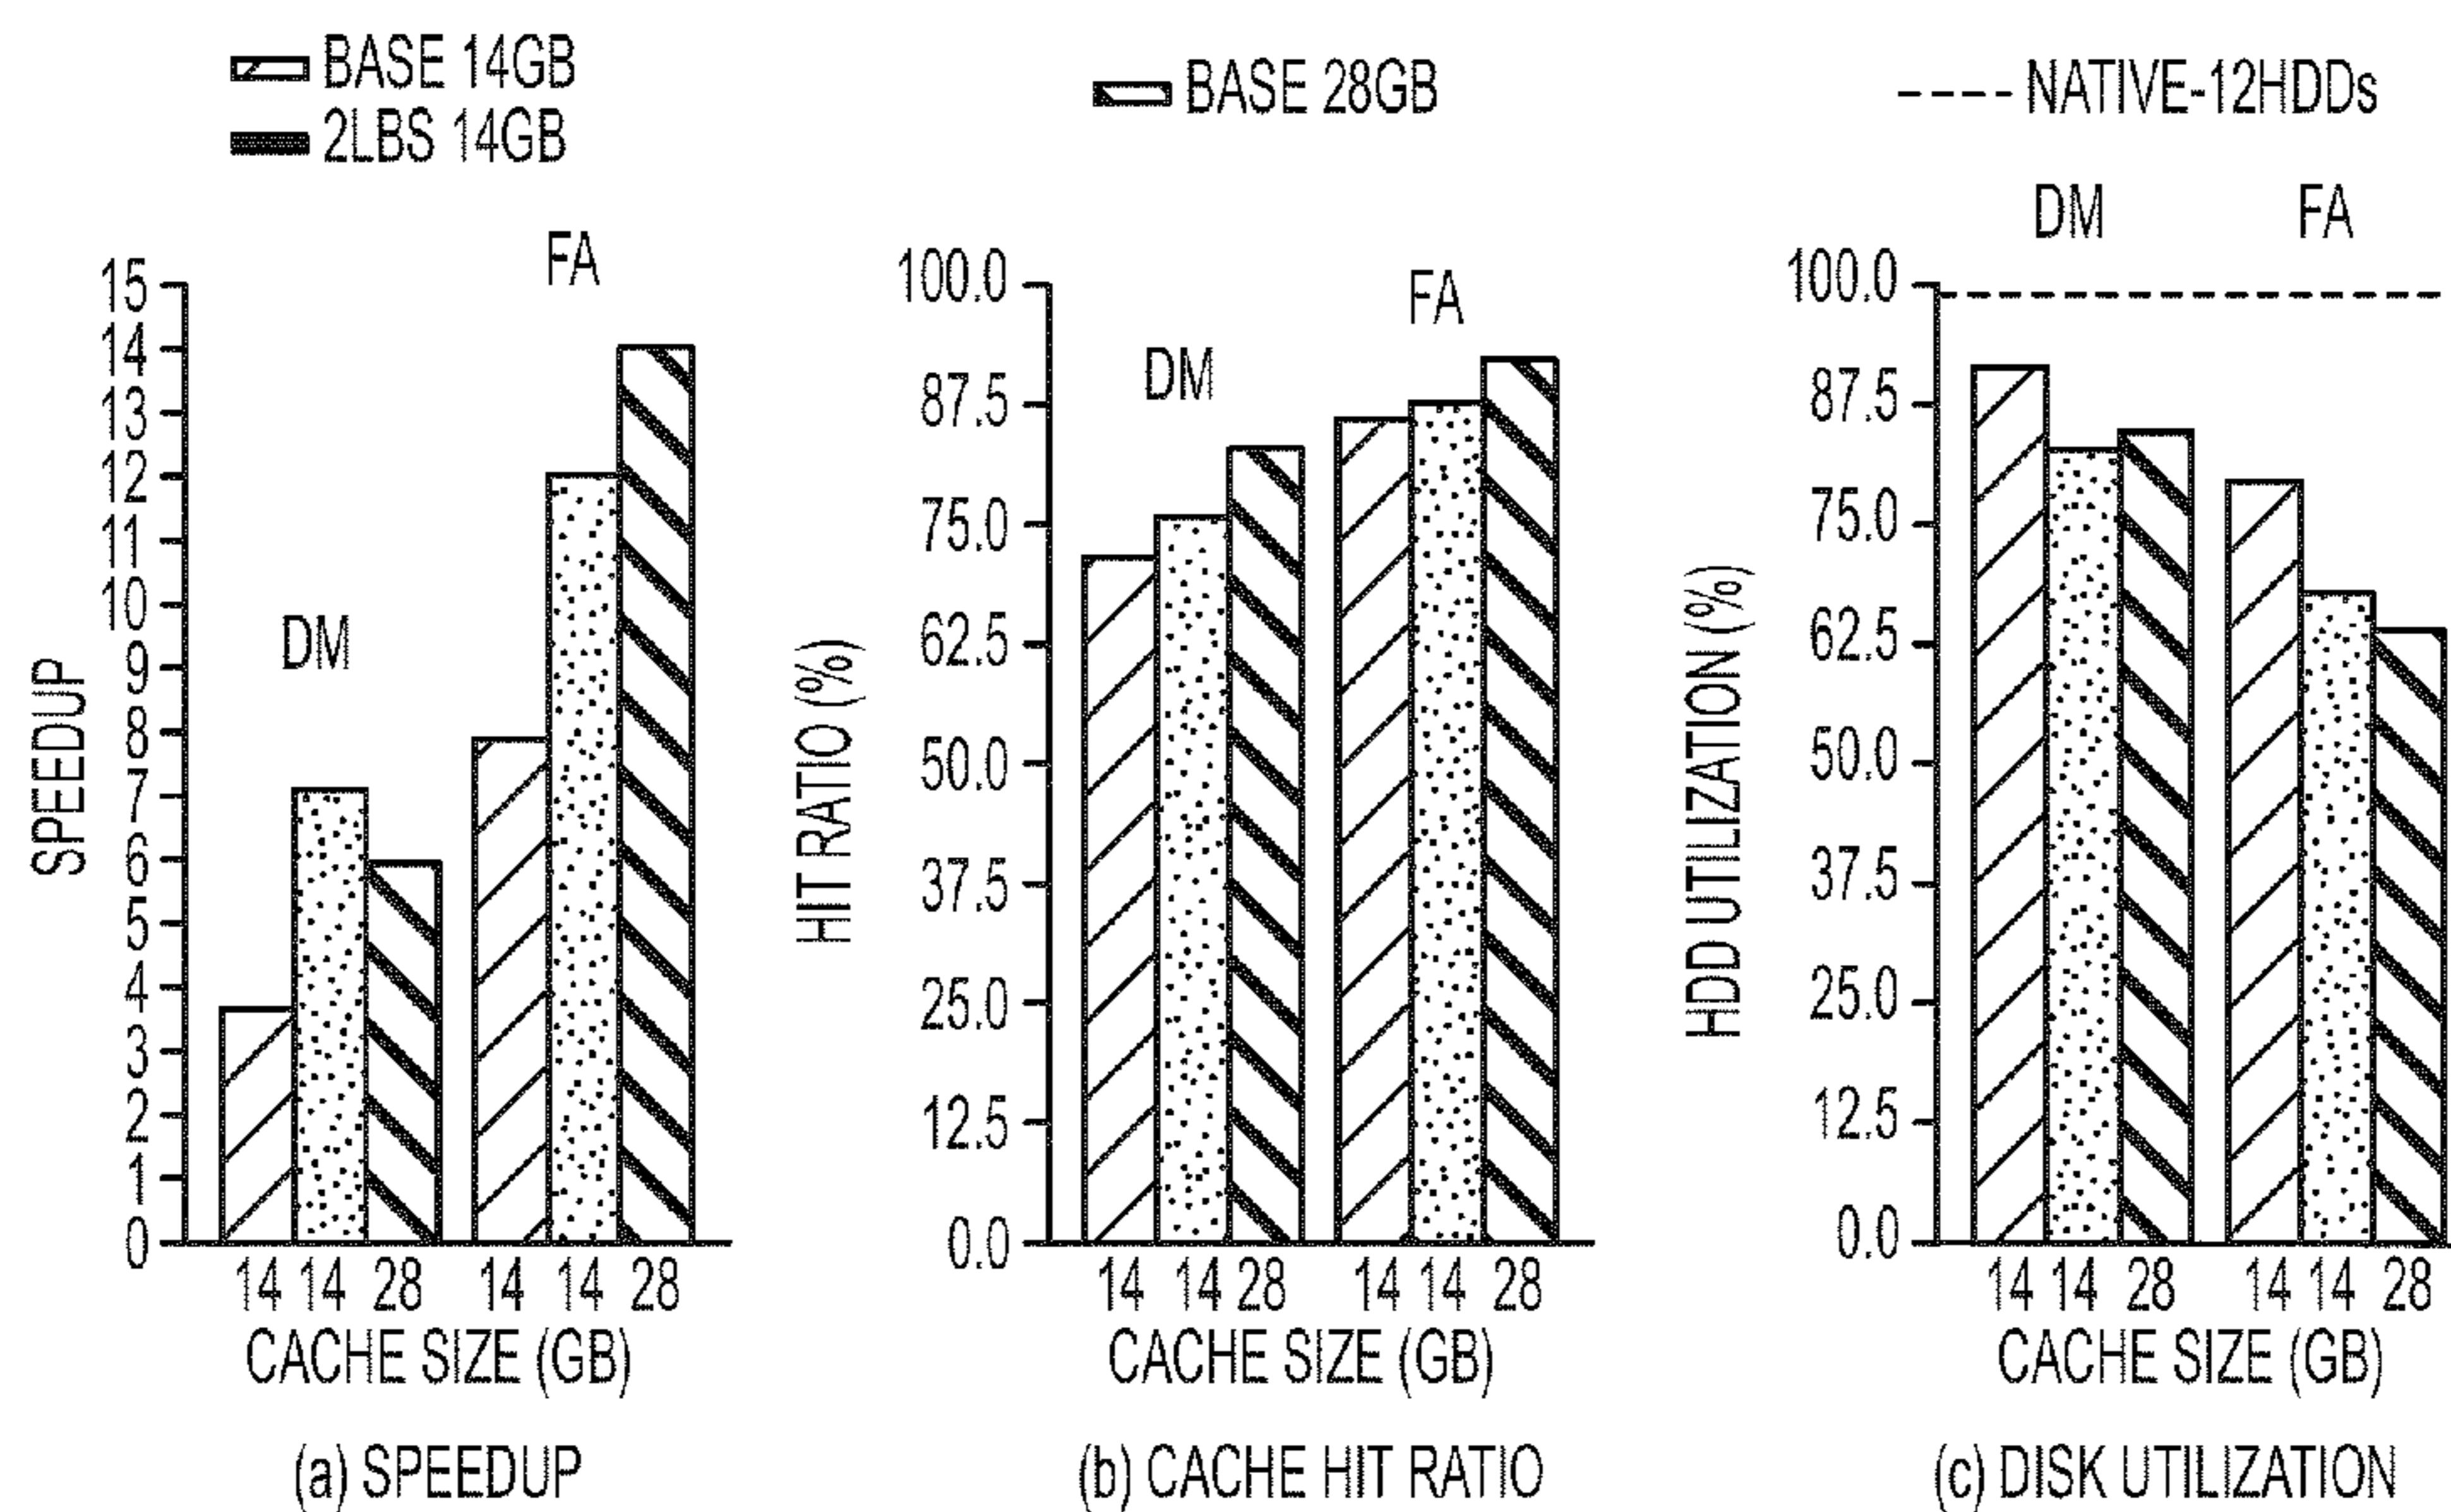 BASE 14GB
2LBS 14GB
BASE 28GB
NATIVE-12HDDs
SPEEDUP
15
14
13
12
11
10
9
8
7
6
5
4
3
2
1
0
DM
FA
14 14 28 14 14 28
CACHE SIZE (GB)
(a) SPEEDUP
HIT RATIO (%)
100.0
87.5
75.0
62.5
50.0
37.5
25.0
12.5
0.0
DM
FA
14 14 28 14 14 28
CACHE SIZE (GB)
(b) CACHE HIT RATIO
HDD UTILIZATION (%)
100.0
87.5
75.0
62.5
50.0
37.5
25.0
12.5
0.0
DM
FA
14 14 28 14 14 28
CACHE SIZE (GB)
(c) DISK UTILIZATION